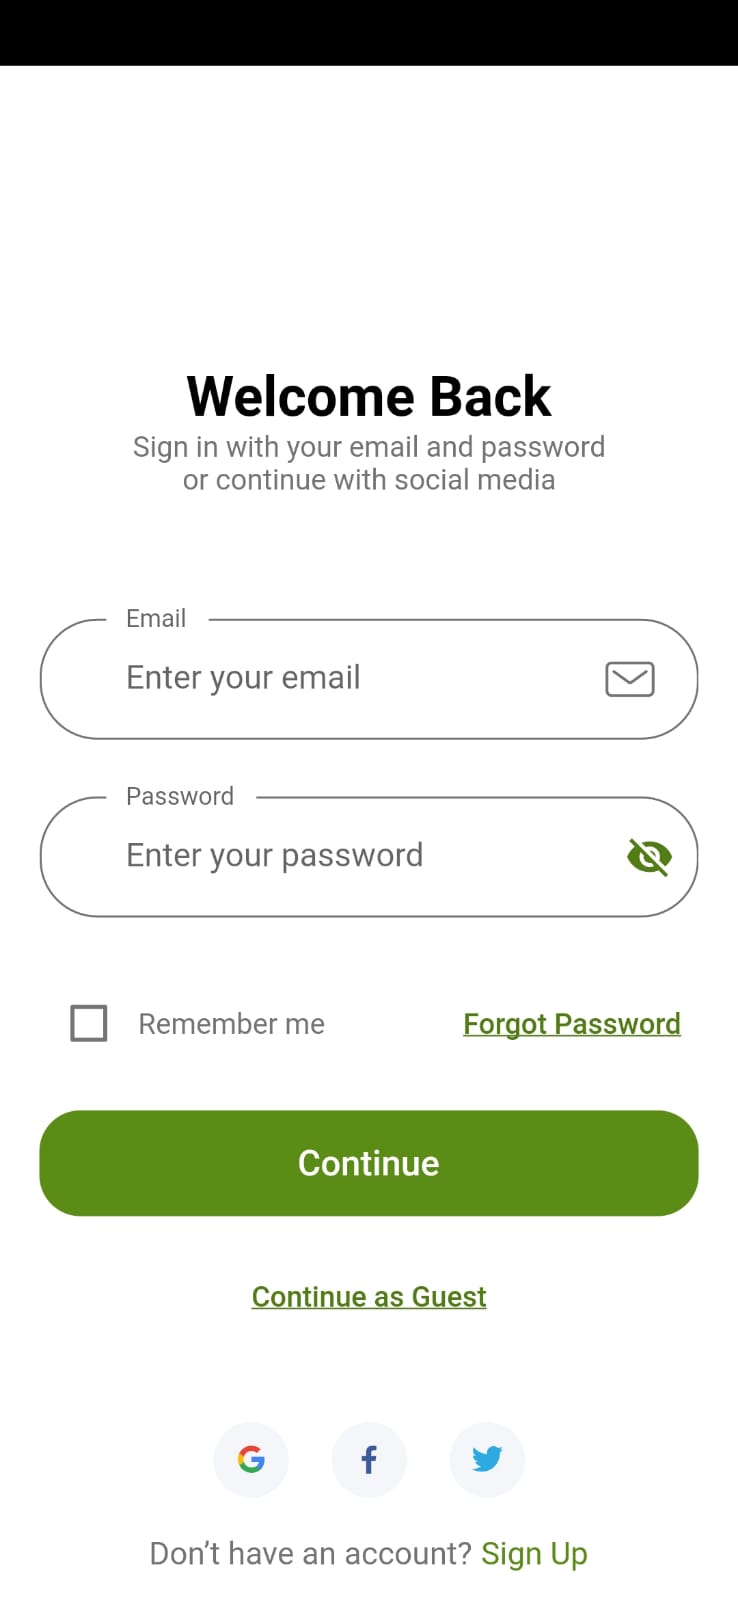 Welcome Back
Sign in with your email and password
or continue with social media
Email
Enter your email
Password
Enter your password
Remember me
Forgot Password
Continue
Continue as Guest
Don’t have an account? Sign Up